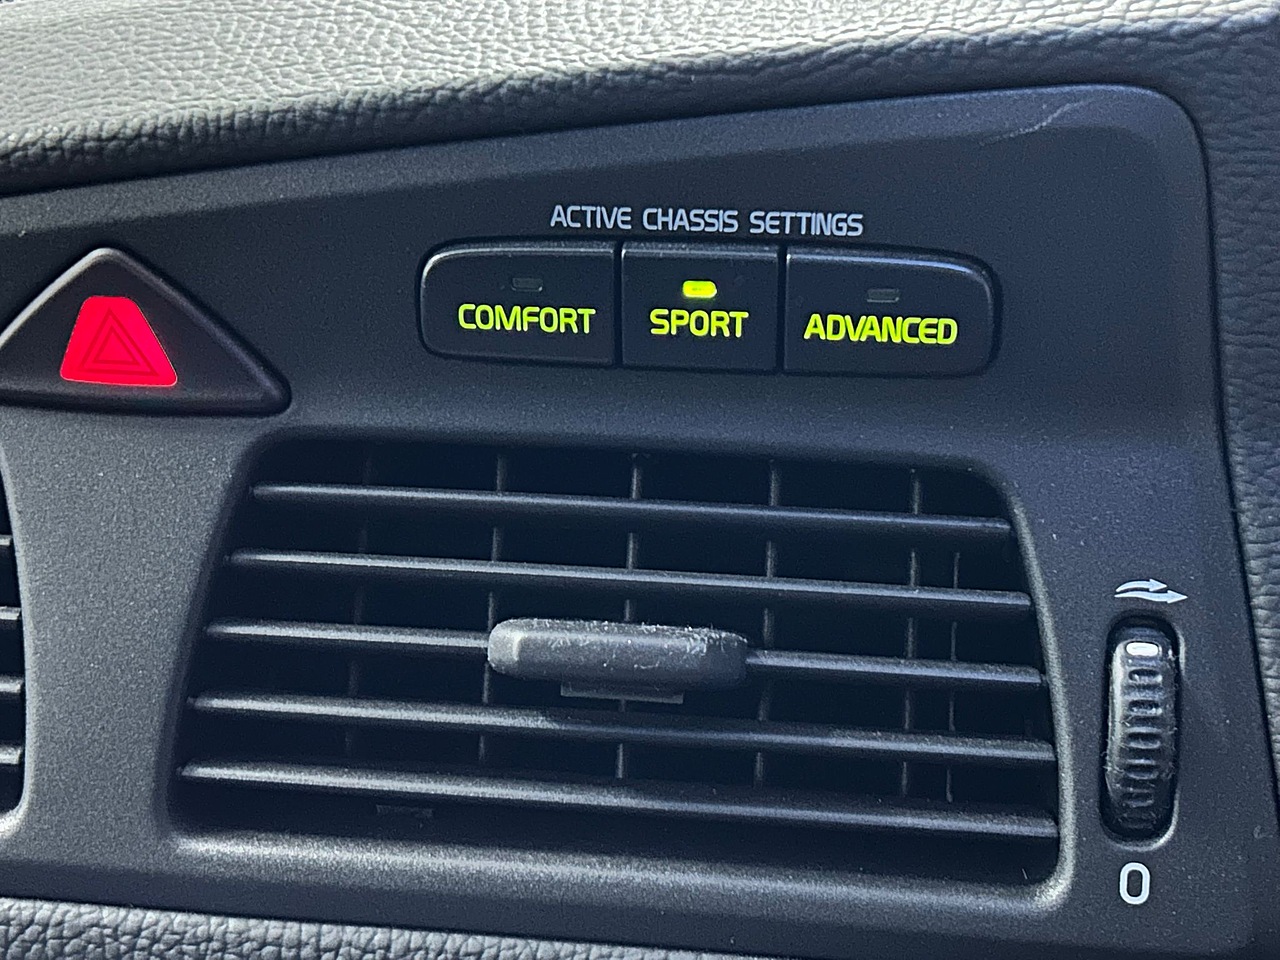 ACTIVE CHASSIS SETTINGS
COMFORT SPORT ADVANCED
0